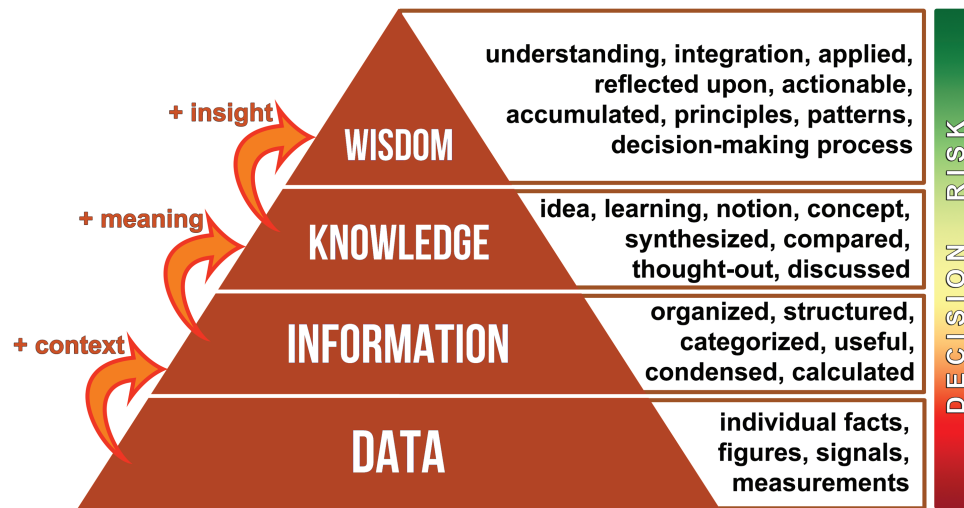 understanding, integration, applied,
reflected upon, actionable,
accumulated, principles, patterns,
decision-making process
+ insight
WISDOM
idea, learning, notion, concept,
synthesized, compared,
thought-out, discussed
+ meaning
KNOWLEDGE
organized, structured,
categorized, useful,
condensed, calculated
+ context
INFORMATION
individual facts,
figures, signals,
measurements
DATA
DECISION RISK